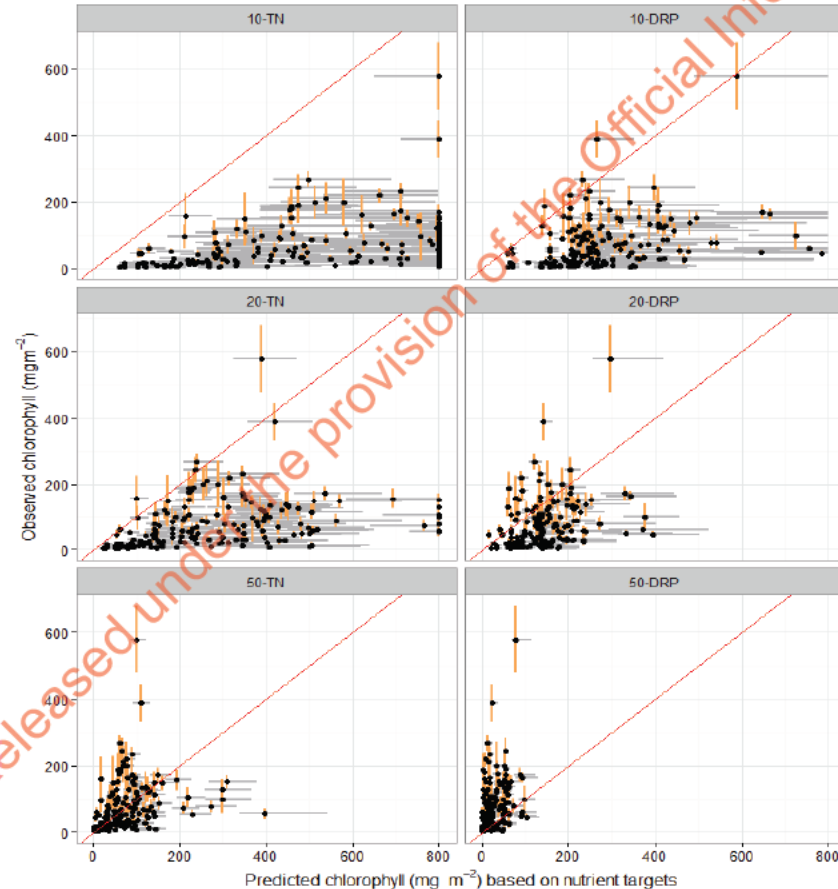 10-TN 10-DRP
600
400
200
0
20-TN 20-DRP
600
400
200
0
50-TN 50-DRP
600
400
200
0
0 200 400 600 800 0 200 400 600 800
Observed chlorophyll (mgm⁻²)
Predicted chlorophyll (mg m⁻²) based on nutrient targets
eleased under the provision of the Official In